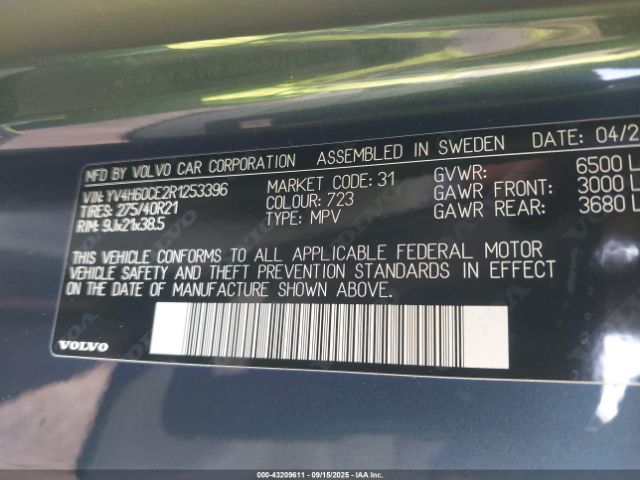 MFD BY VOLVO CAR CORPORATION ASSEMBLED IN SWEDEN DATE: 04/2
VIN: YV4H60CE2R1253396 MARKET CODE: 31 GVWR: 6500 
TIRES: 275/40R21 COLOUR: 723 GAWR FRONT: 3000 
RIM: 9Jx21x38.5 TYPE: MPV GAWR REAR: 3680 
THIS VEHICLE CONFORMS TO ALL APPLICABLE FEDERAL MOTOR
VEHICLE SAFETY AND THEFT PREVENTION STANDARDS IN EFFECT
ON THE DATE OF MANUFACTURE SHOWN ABOVE.
VOLVO
000-43209611 - 09/15/2025 - IAAI.CA